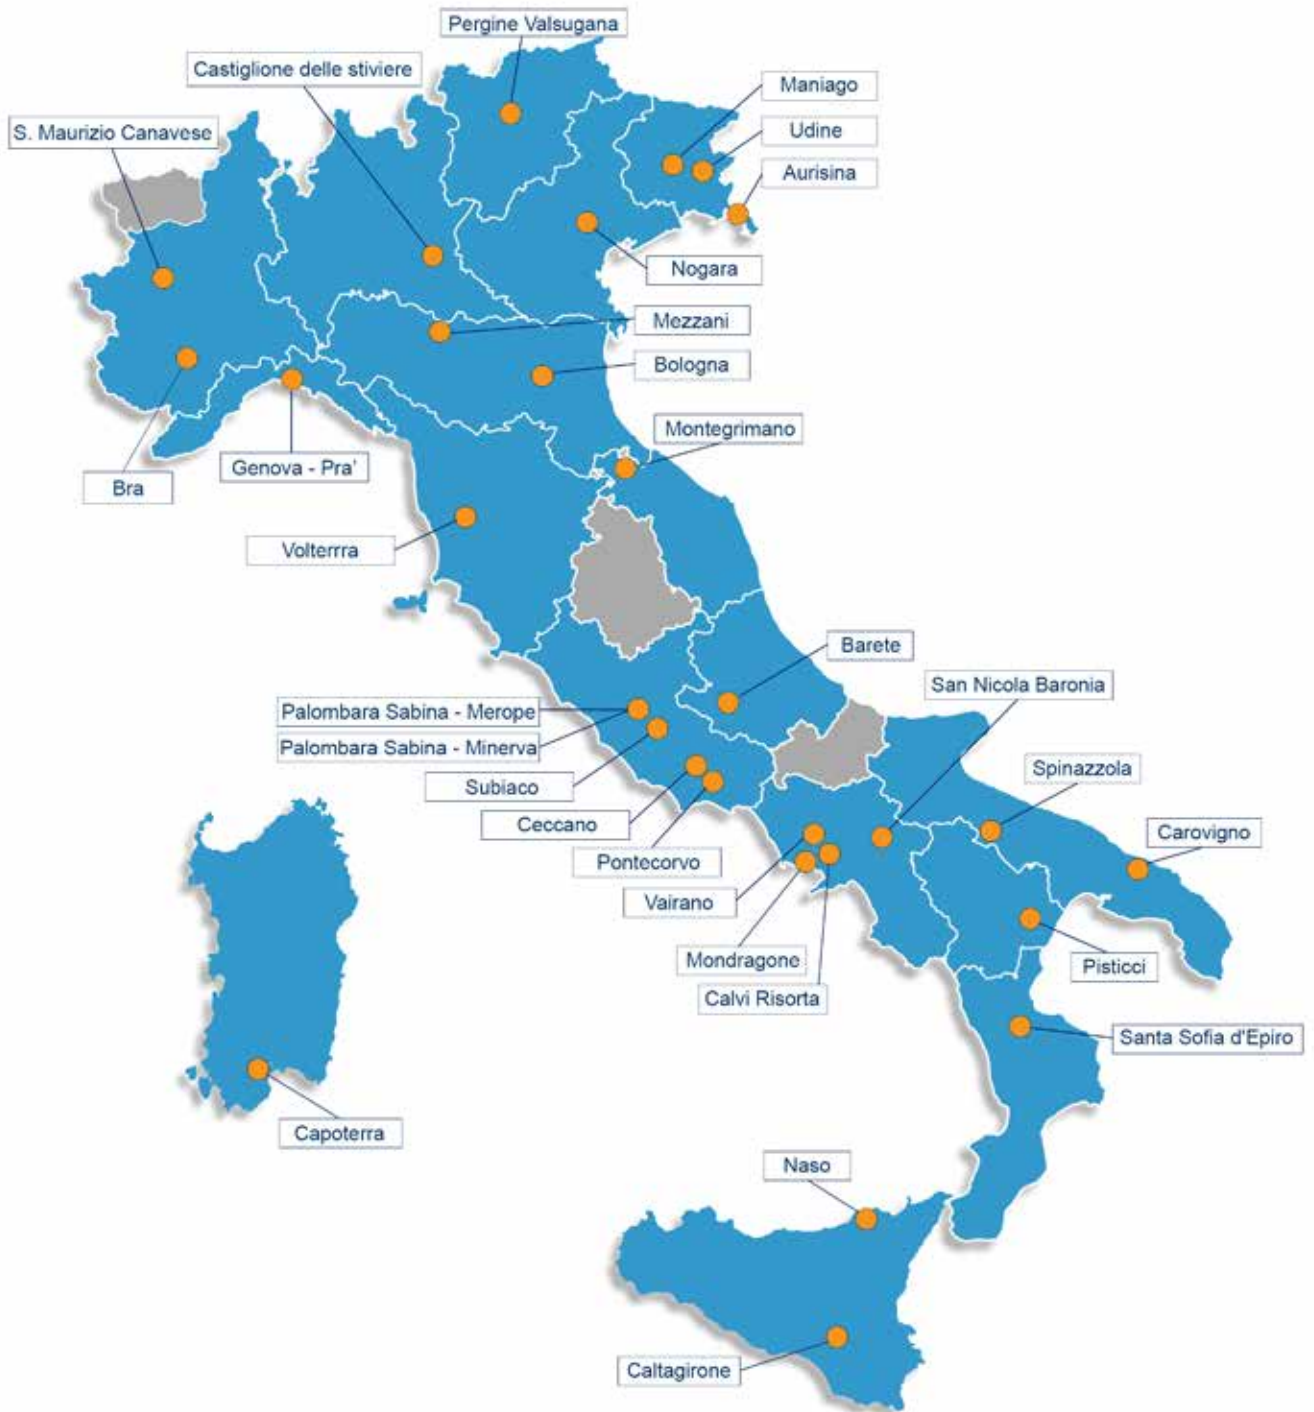 Pergine Valsugana
Castiglione delle stiviere
Maniago
S. Maurizio Canavese
Udine
Aurisina
Nogara
Mezzani
Bologna
Montegrimano
Genova - Pra'
Bra
Volterrra
Barete
San Nicola Baronia
Palombara Sabina - Merope
Palombara Sabina - Minerva
Subiaco
Spinazzola
Ceccano
Carovigno
Pontecorvo
Vairano
Mondragone
Pisticci
Calvi Risorta
Santa Sofia d'Epiro
Capoterra
Naso
Caltagirone